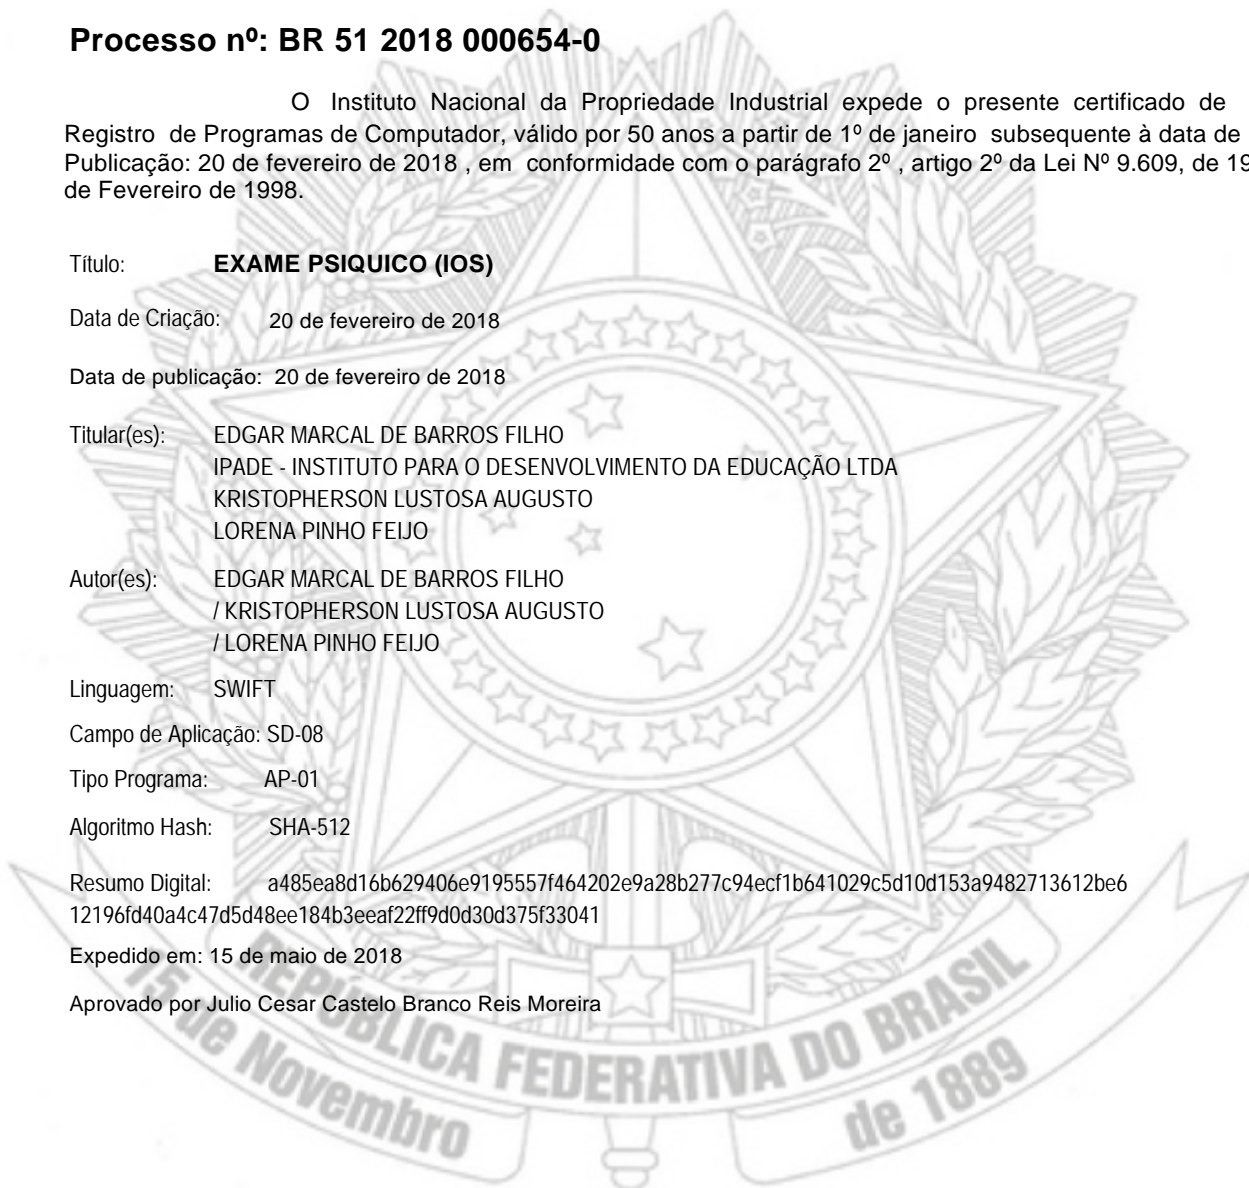 Processo nº: BR 51 2018 000654-0
O Instituto Nacional da Propriedade Industrial expede o presente certificado de
Registro de Programas de Computador, válido por 50 anos a partir de 1º de janeiro subsequente à data de
Publicação: 20 de fevereiro de 2018 , em conformidade com o parágrafo 2º , artigo 2º da Lei Nº 9.609, de 19
de Fevereiro de 1998.
Título: EXAME PSIQUICO (IOS)
Data de Criação: 20 de fevereiro de 2018
Data de publicação: 20 de fevereiro de 2018
Titular(es): EDGAR MARCAL DE BARROS FILHO
IPADE - INSTITUTO PARA O DESENVOLVIMENTO DA EDUCAÇÃO LTDA
KRISTOPHERSON LUSTOSA AUGUSTO
LORENA PINHO FEIJO
Autor(es): EDGAR MARCAL DE BARROS FILHO
/ KRISTOPHERSON LUSTOSA AUGUSTO
/ LORENA PINHO FEIJO
Linguagem: SWIFT
Campo de Aplicação: SD-08
Tipo Programa: AP-01
Algoritmo Hash: SHA-512
Resumo Digital: a485ea8d16b629406e9195557f464202e9a28b277c94ecf1b641029c5d10d153a9482713612be6
12196fd40a4c47d5d48ee184b3eeaf22ff9d0d30d375f33041
Expedido em: 15 de maio de 2018
Aprovado por Julio Cesar Castelo Branco Reis Moreira
REPÚBLICA FEDERATIVA DO BRASIL
15 de Novembro de 1889